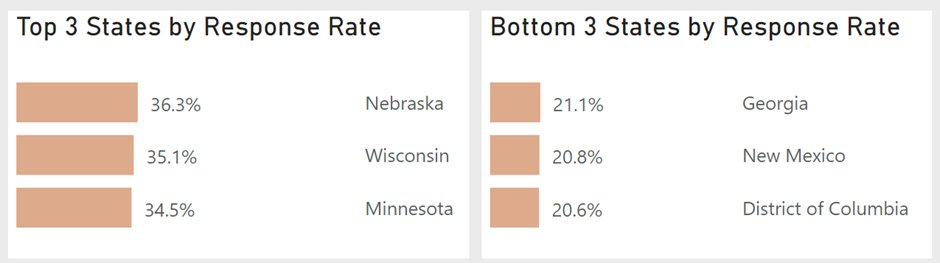 Top 3 States by Response Rate
36.3% Nebraska
35.1% Wisconsin
34.5% Minnesota
Bottom 3 States by Response Rate
21.1% Georgia
20.8% New Mexico
20.6% District of Columbia